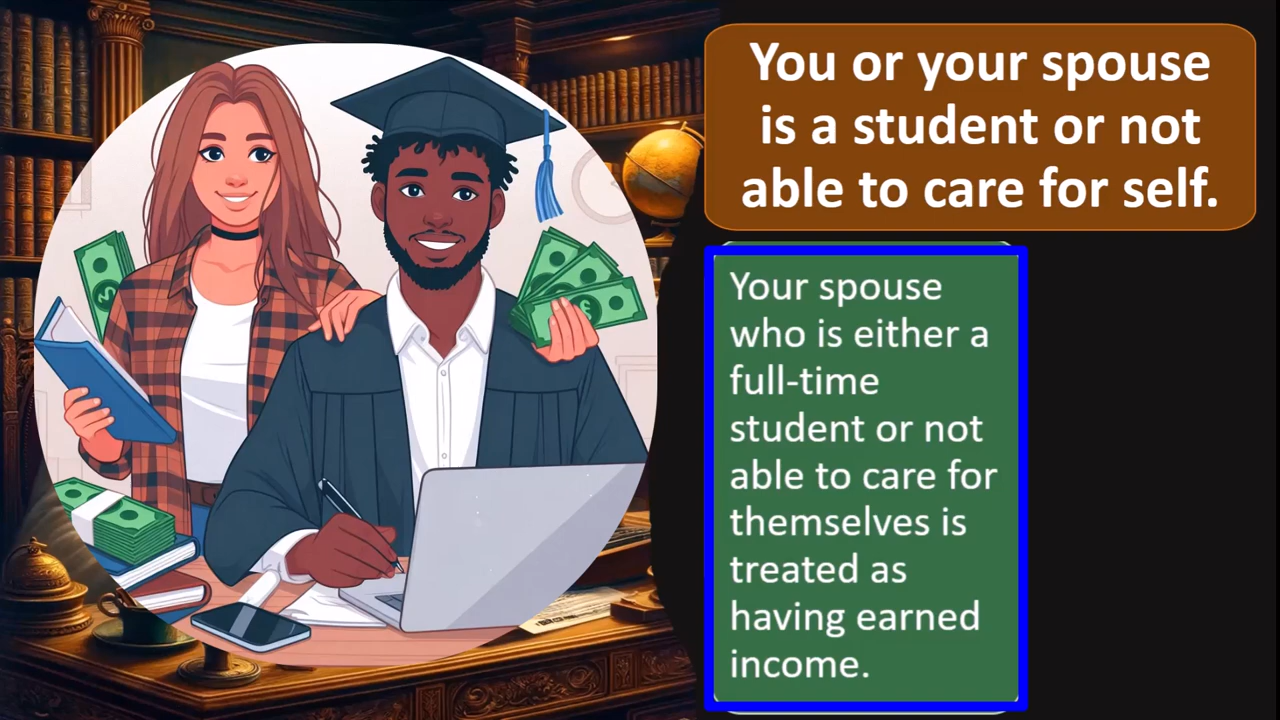 You or your spouse
is a student or not
able to care for self.
Your spouse
who is either a
full-time
student or not
able to care for
themselves is
treated as
having earned
income.